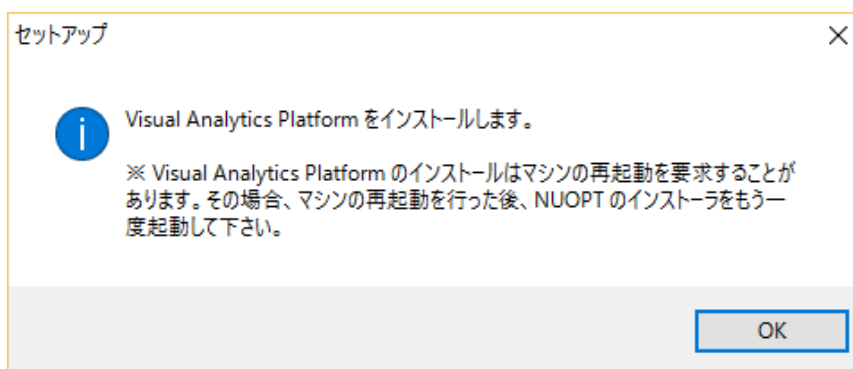 セットアップ
Visual Analytics Platform をインストールします。
※ Visual Analytics Platform のインストールはマシンの再起動を要求することが
あります。その場合、マシンの再起動を行った後、NUOPT のインストーラをもう一
度起動して下さい。
OK